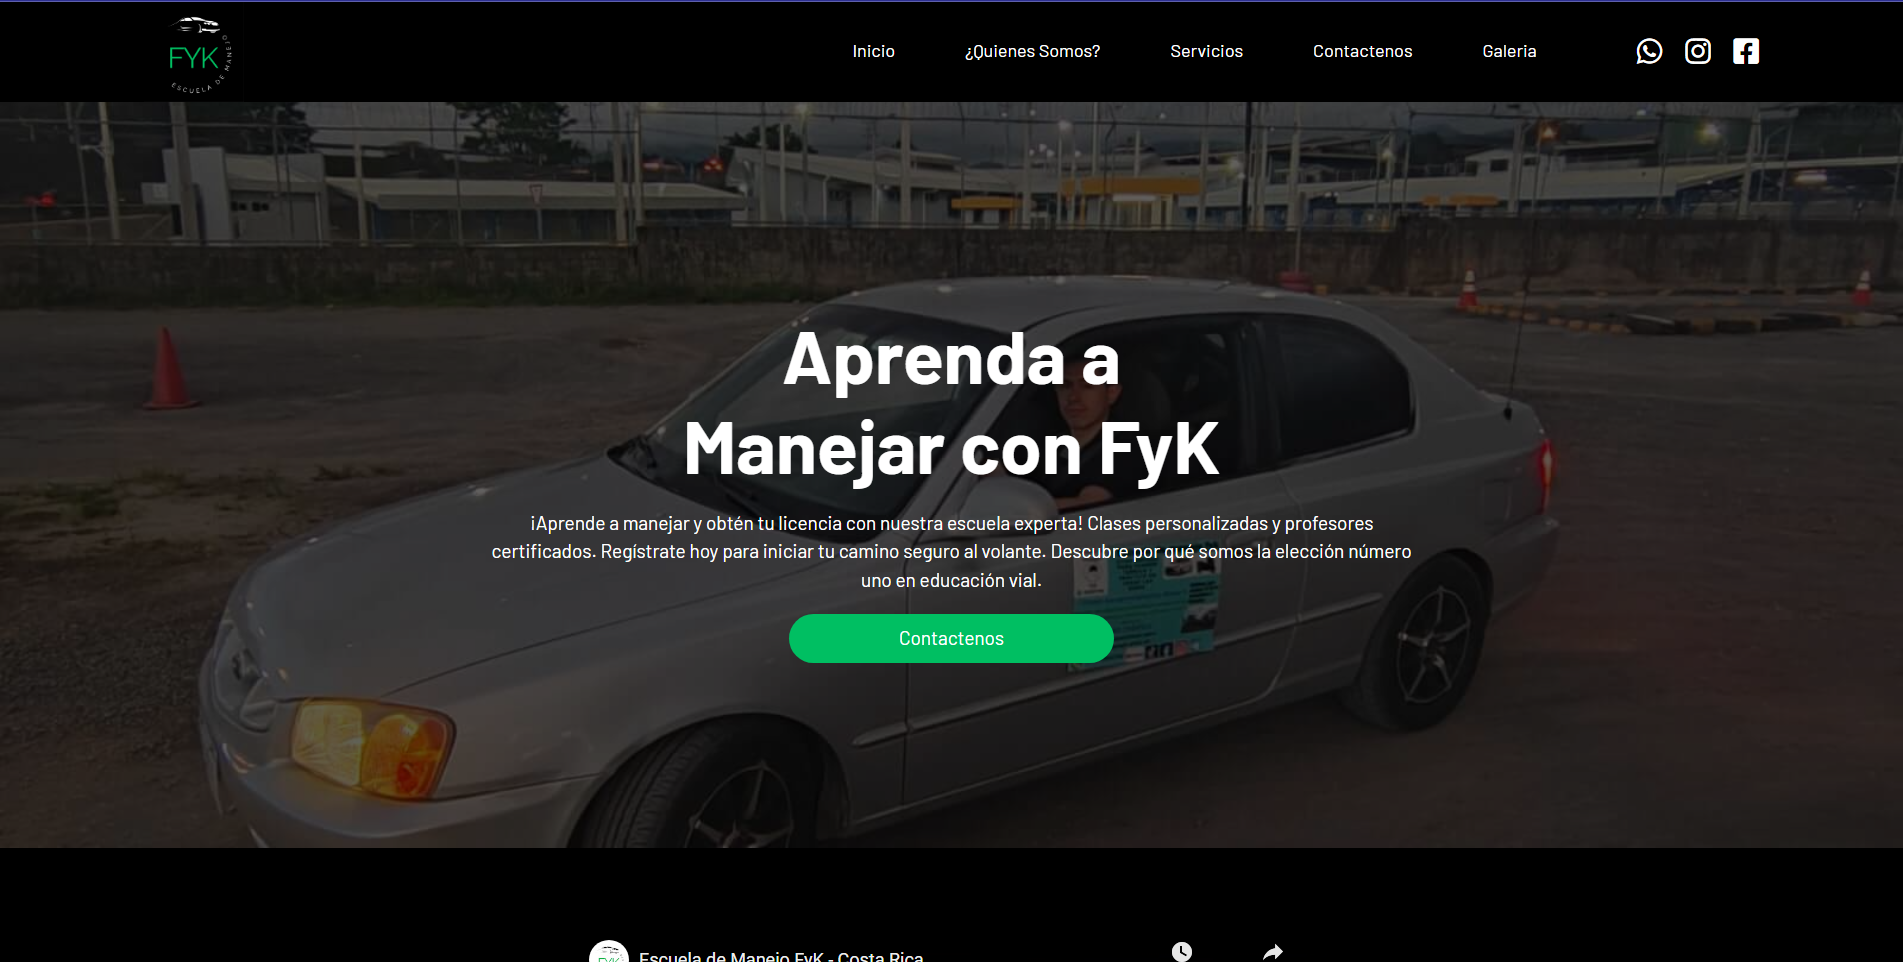 FYK
ESCUELA DE MANEJO
Inicio
¿Quienes Somos?
Servicios
Contactenos
Galeria
Aprenda a
Manejar con FyK
¡Aprende a manejar y obtén tu licencia con nuestra escuela experta! Clases personalizadas y profesores
certificados. Regístrate hoy para iniciar tu camino seguro al volante. Descubre por qué somos la elección número
uno en educación vial.
Contactenos
FYK
Escuela de Manejo FyK - Costa Rica